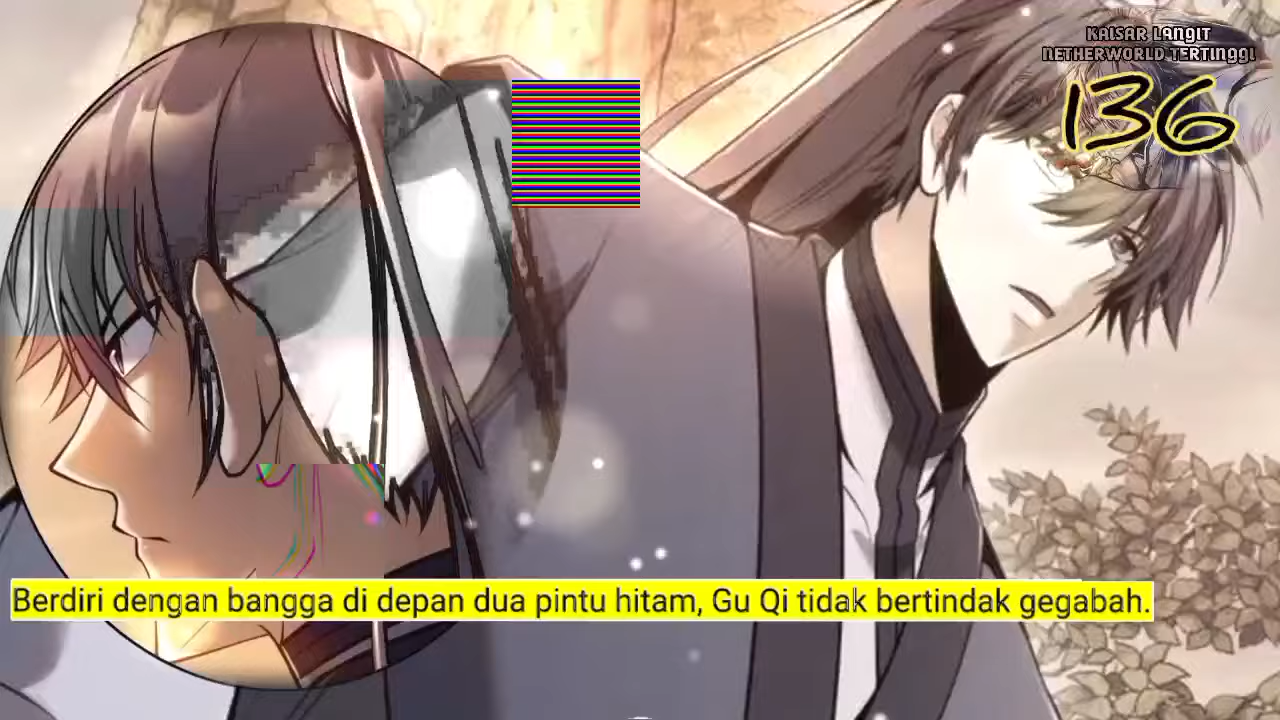 KAISAR LANGIT
NETHERWORLD TERTINGGI
136
Berdiri dengan bangga di depan dua pintu hitam, Gu Qi tidak bertindak gegabah.